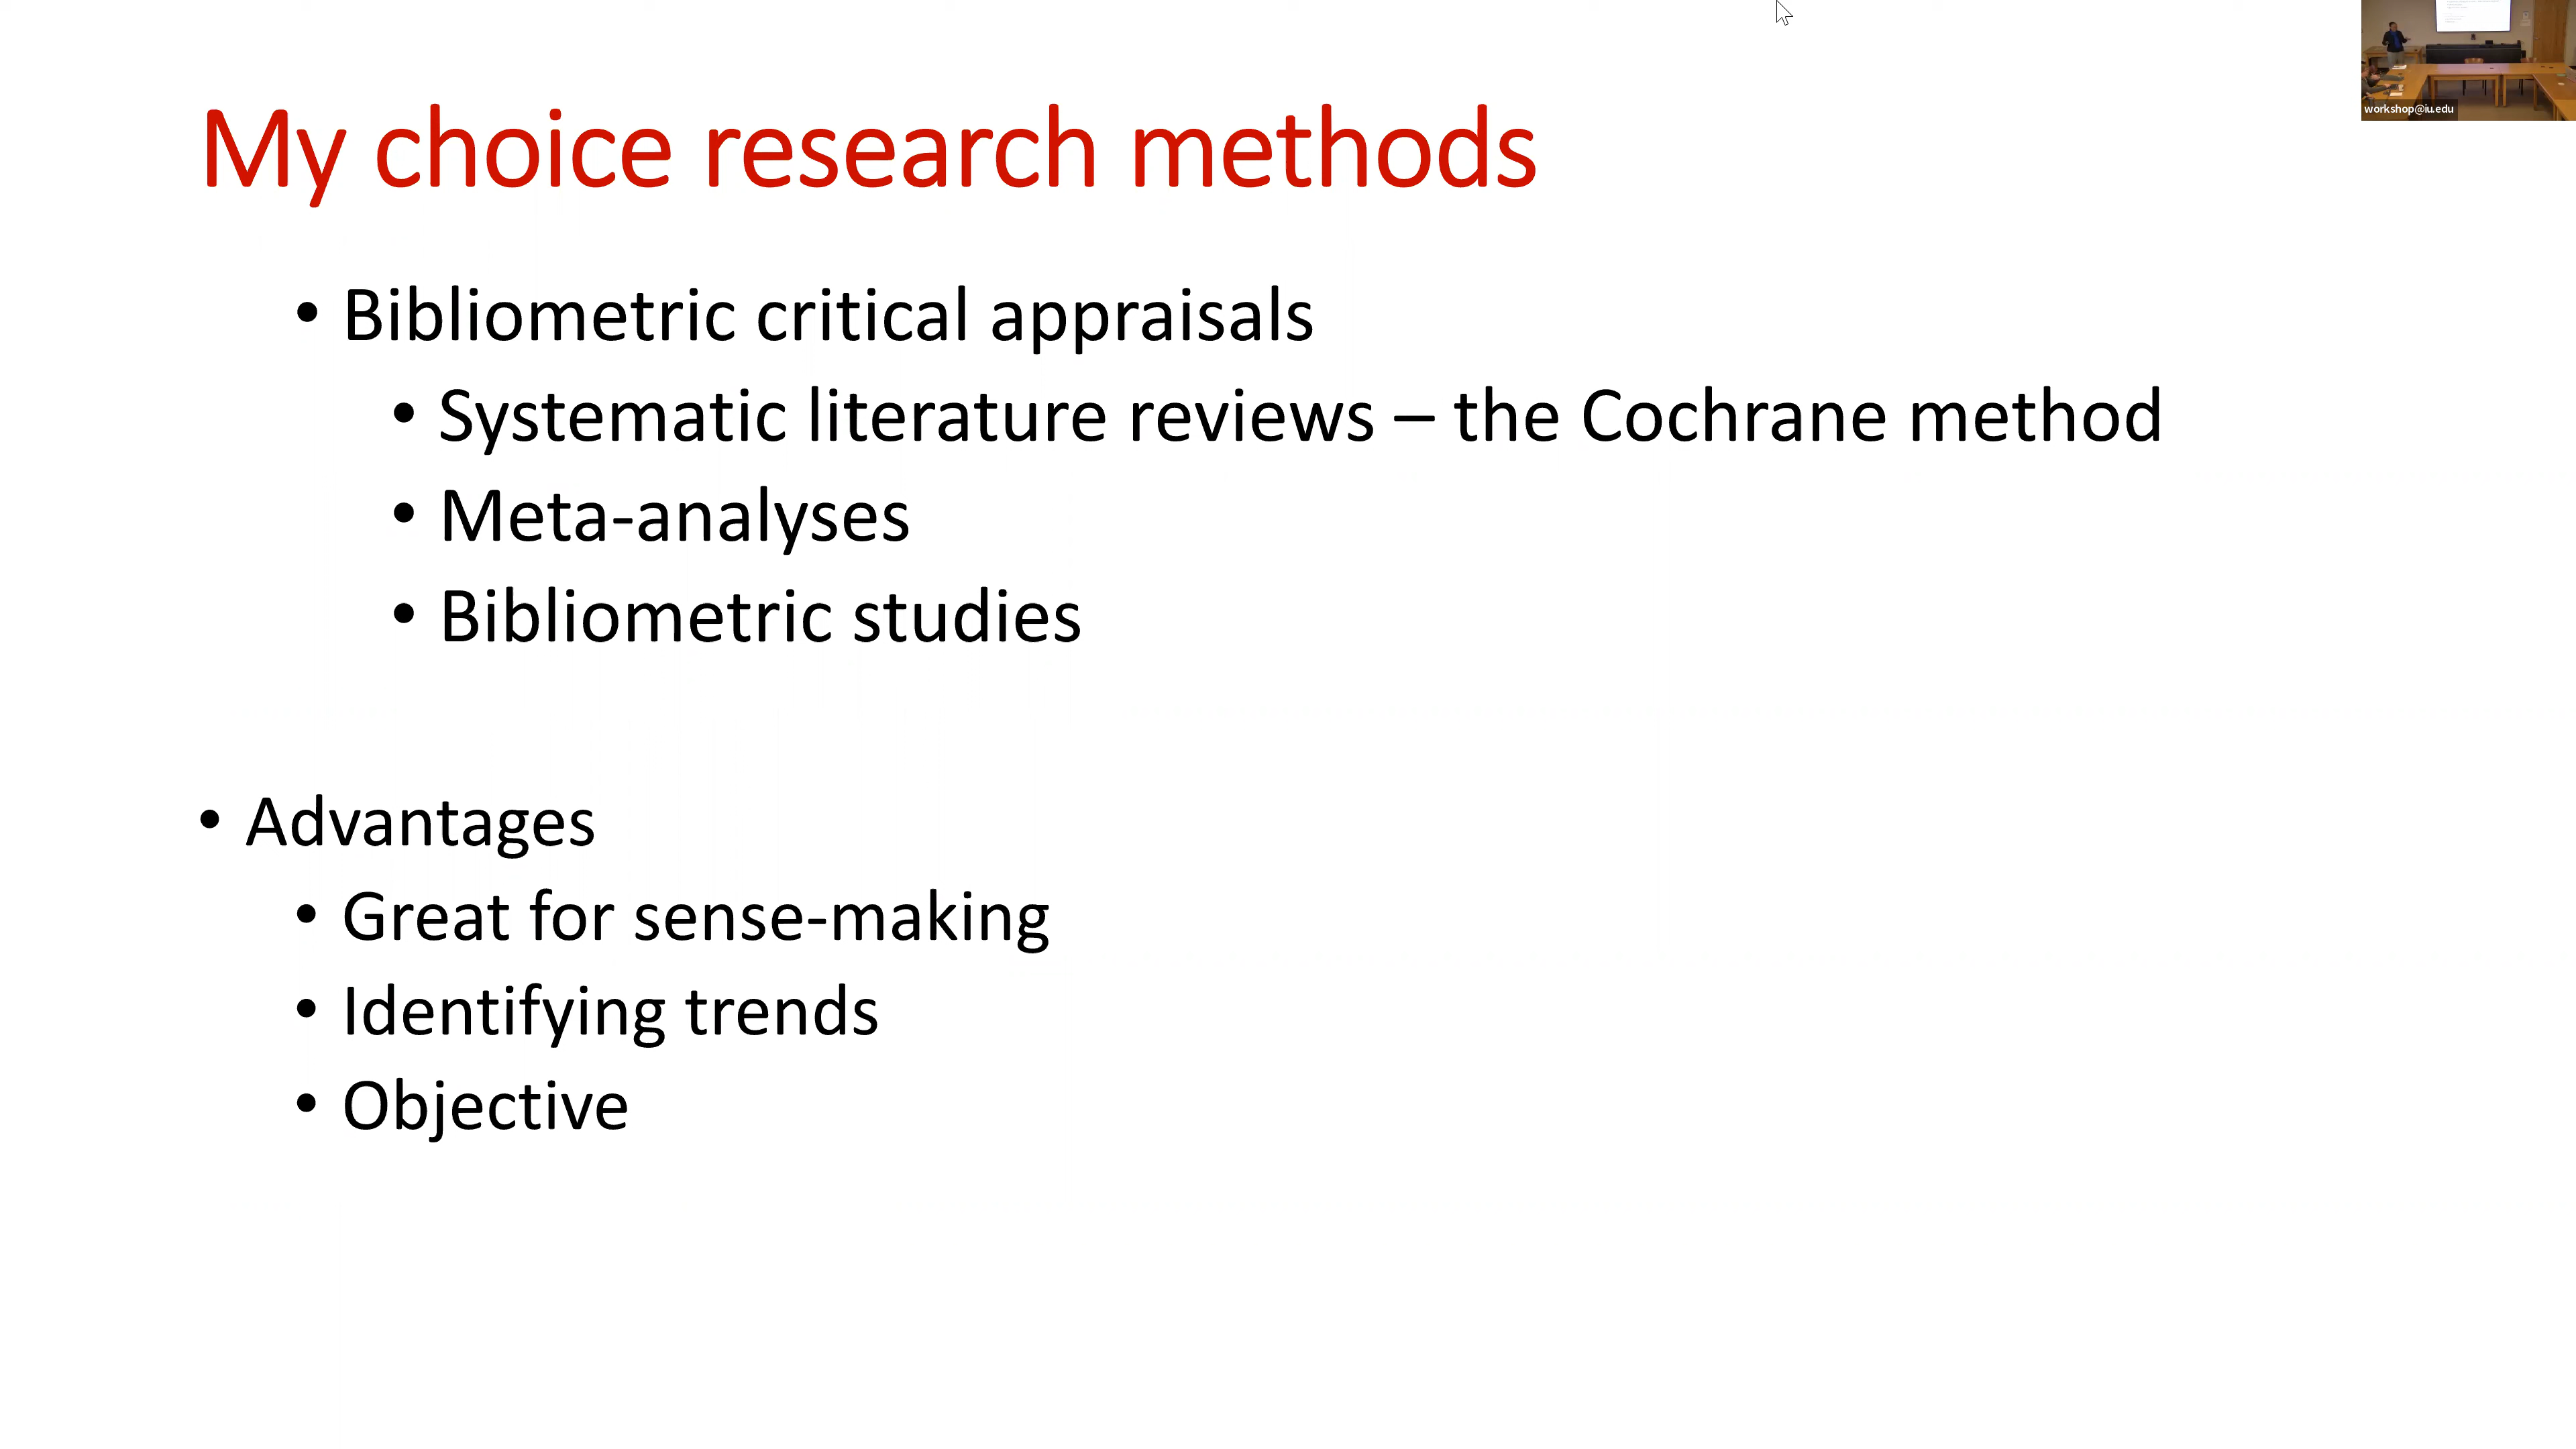 My choice research methods
• Bibliometric critical appraisals
• Systematic literature reviews – the Cochrane method
• Meta-analyses
• Bibliometric studies
• Advantages
• Great for sense-making
• Identifying trends
• Objective
workshop@iu.edu